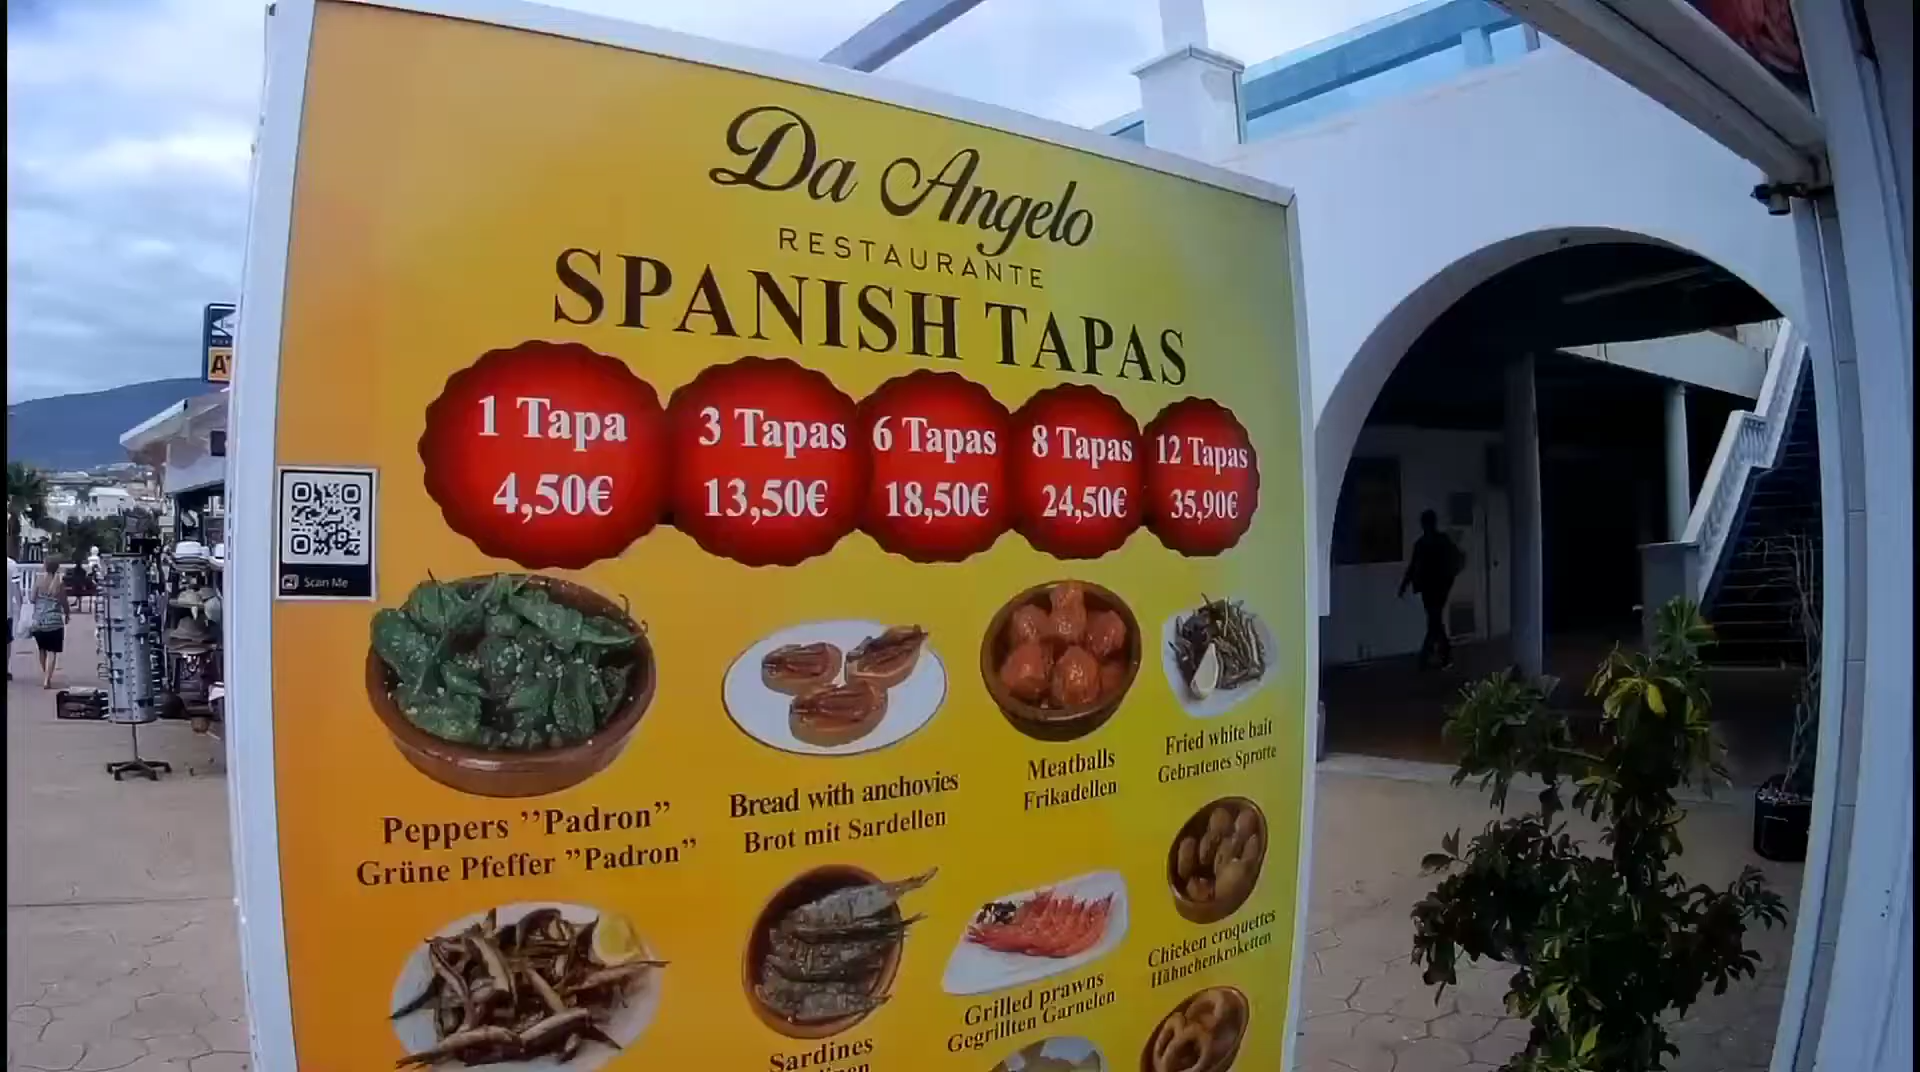 Da Angelo
RESTAURANTE
SPANISH TAPAS
1 Tapa
4,50€
3 Tapas
13,50€
6 Tapas
18,50€
8 Tapas
24,50€
12 Tapas
35,90€
Scan Me
Peppers ”Padron”
Grüne Pfeffer ”Padron”
Bread with anchovies
Brot mit Sardellen
Meatballs
Frikadellen
Fried white bait
Gebratenes Sprotte
Chicken croquettes
Hähnchenkroketten
Grilled prawns
Gegrillten Garnelen
Sardines